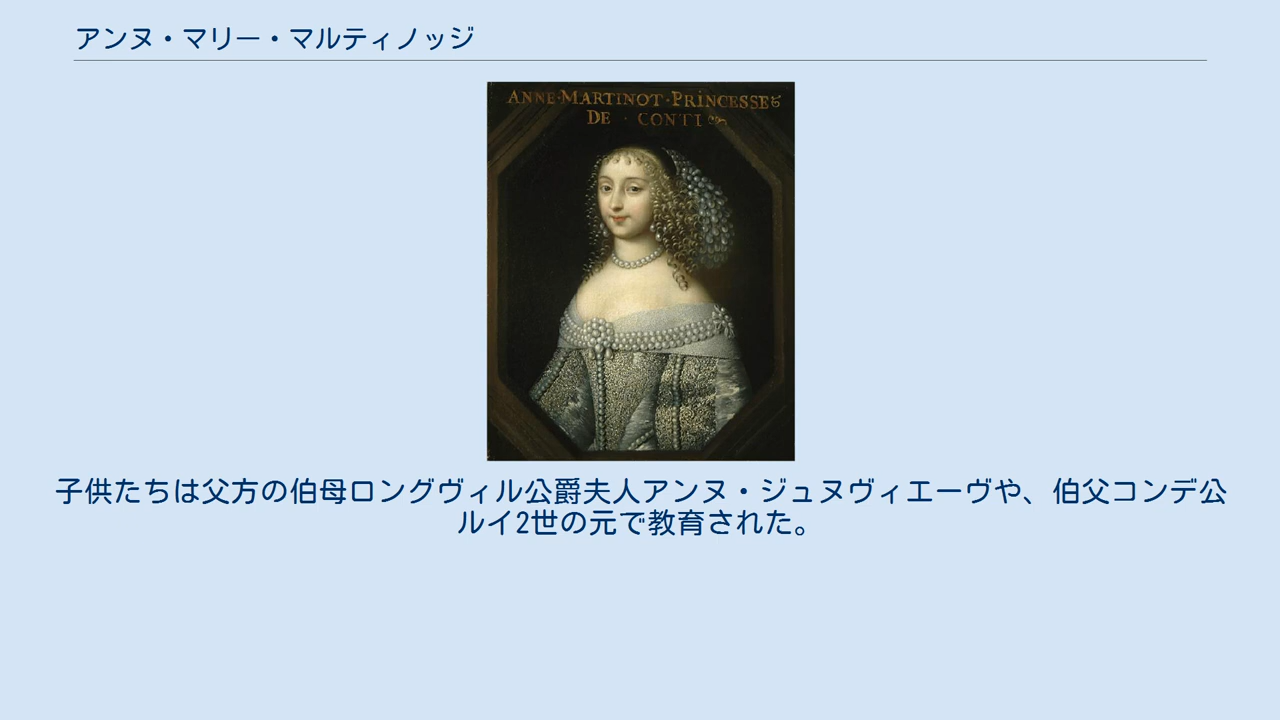 アンヌ・マリー・マルティノッジ
ANNE·MARTINOT·PRINCESSE
DE · CONTI
子供たちは父方の伯母ロングヴィル公爵夫人アンヌ・ジュヌヴィエーヴや、伯父コンデ公
ルイ2世の元で教育された。